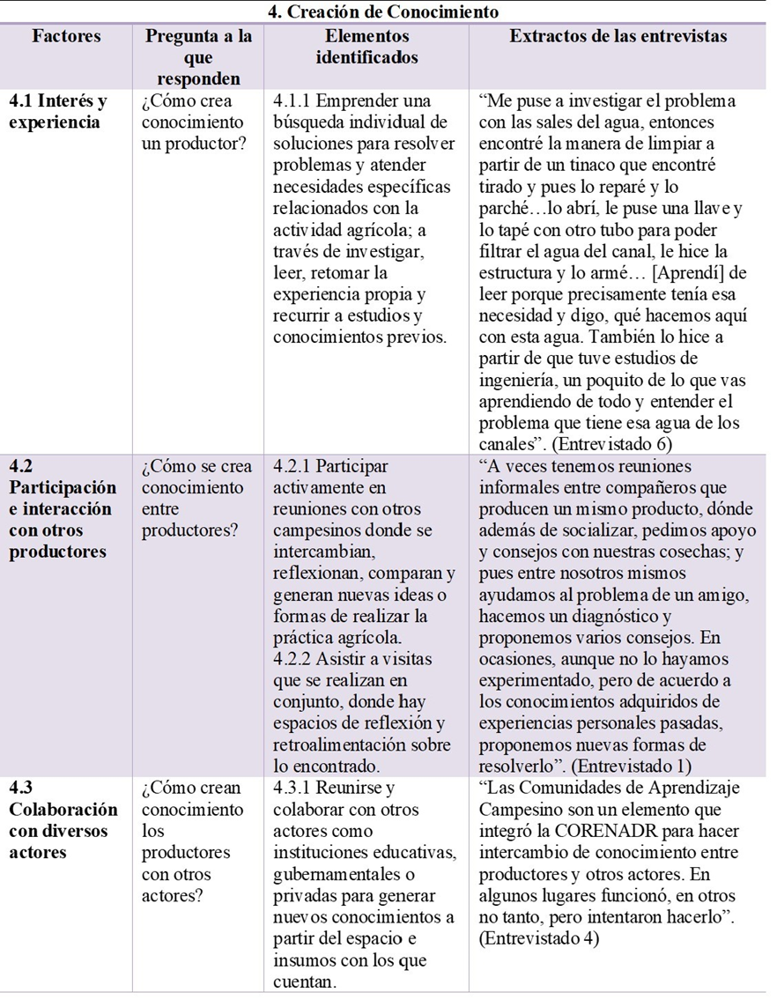 4. Creación de Conocimiento
Factores
Pregunta a la
que
responden
Elementos
identificados
Extractos de las entrevistas
4.1 Interés y
experiencia
¿Cómo crea
conocimiento
un productor?
4.1.1 Emprender una
búsqueda individual de
soluciones para resolver
problemas y atender
necesidades específicas
relacionados con la
actividad agrícola; a
través de investigar,
leer, retomar la
experiencia propia y
recurrir a estudios y
conocimientos previos.
“Me puse a investigar el problema
con las sales del agua, entonces
encontré la manera de limpiar a
partir de un tinaco que encontré
tirado y pues lo reparé y lo
parché…lo abrí, le puse una llave y
lo tapé con otro tubo para poder
filtrar el agua del canal, le hice la
estructura y lo armé… [Aprendí] de
leer porque precisamente tenía esa
necesidad y digo, qué hacemos aquí
con esta agua. También lo hice a
partir de que tuve estudios de
ingeniería, un poquito de lo que vas
aprendiendo de todo y entender el
problema que tiene esa agua de los
canales”. (Entrevistado 6)
4.2
Participación
e interacción
con otros
productores
¿Cómo se crea
conocimiento
entre
productores?
4.2.1 Participar
activamente en
reuniones con otros
campesinos donde se
intercambian,
reflexionan, comparan y
generan nuevas ideas o
formas de realizar la
práctica agrícola.
4.2.2 Asistir a visitas
que se realizan en
conjunto, donde hay
espacios de reflexión y
retroalimentación sobre
lo encontrado.
“A veces tenemos reuniones
informales entre compañeros que
producen un mismo producto, dónde
además de socializar, pedimos apoyo
y consejos con nuestras cosechas; y
pues entre nosotros mismos
ayudamos al problema de un amigo,
hacemos un diagnóstico y
proponemos varios consejos. En
ocasiones, aunque no lo hayamos
experimentado, pero de acuerdo a
los conocimientos adquiridos de
experiencias personales pasadas,
proponemos nuevas formas de
resolverlo”. (Entrevistado 1)
4.3
Colaboración
con diversos
actores
¿Cómo crean
conocimiento
los
productores
con otros
actores?
4.3.1 Reunirse y
colaborar con otros
actores como
instituciones educativas,
gubernamentales o
privadas para generar
nuevos conocimientos a
partir del espacio e
insumos con los que
cuentan.
“Las Comunidades de Aprendizaje
Campesino son un elemento que
integró la CORENADR para hacer
intercambio de conocimiento entre
productores y otros actores. En
algunos lugares funcionó, en otros
no tanto, pero intentaron hacerlo”.
(Entrevistado 4)